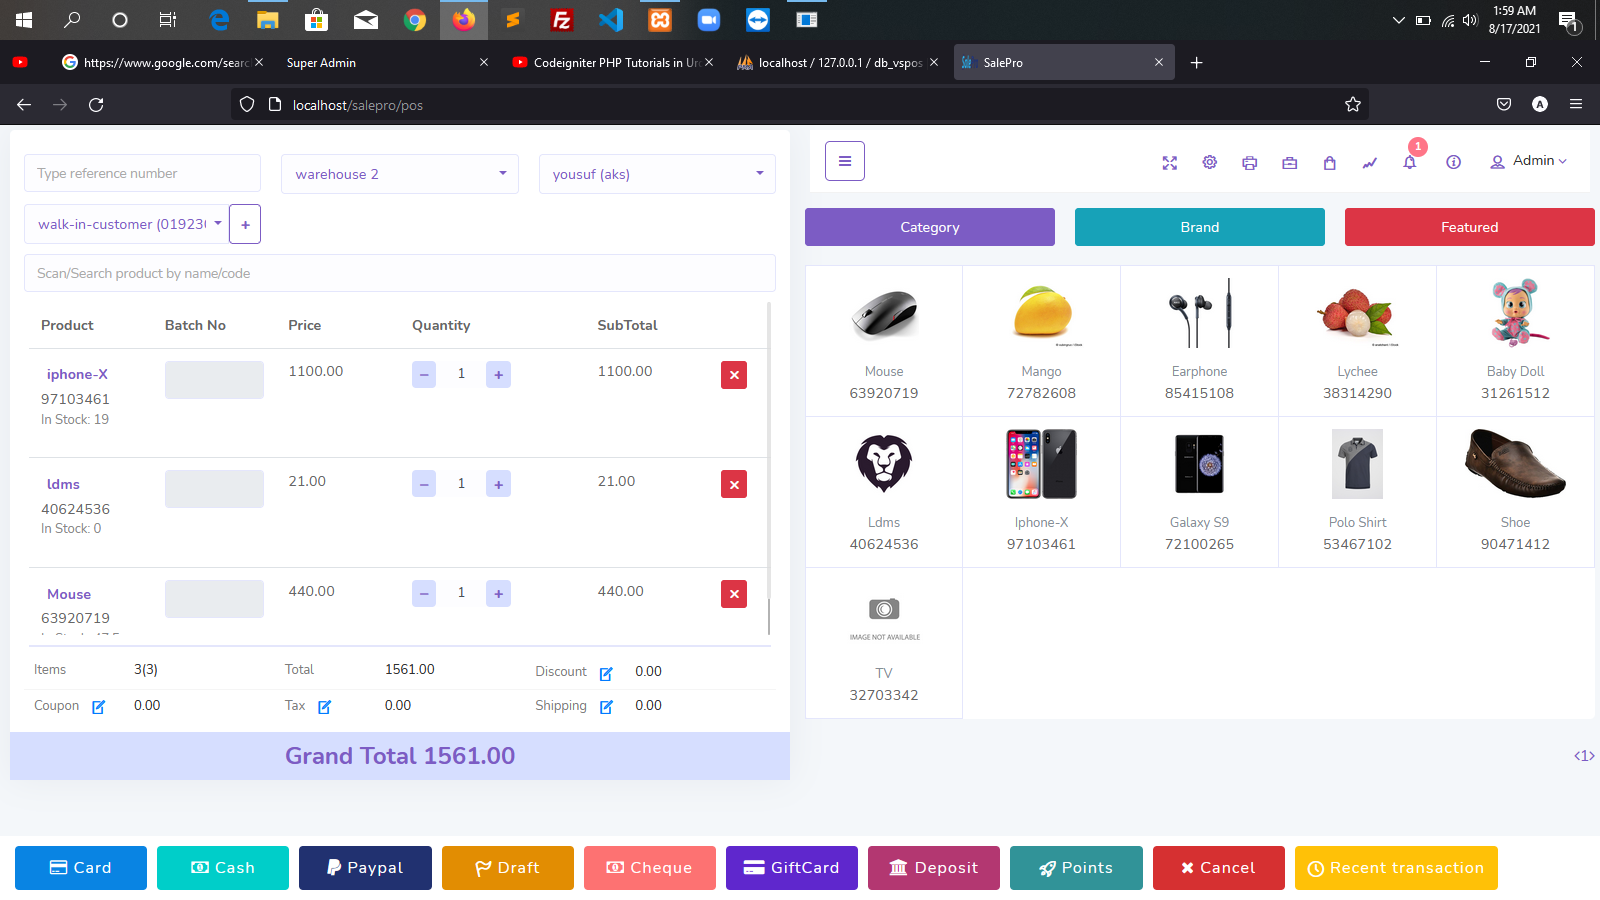 1:59 AM
8/17/2021
1
https://www.google.com/searc
Super Admin
Codeigniter PHP Tutorials in Urd
localhost / 127.0.0.1 / db_vspos
SalePro
localhost/salepro/pos
A
Type reference number
warehouse 2
yousuf (aks)
walk-in-customer (01923
+
Scan/Search product by name/code
Product Batch No Price Quantity SubTotal
iphone-X
97103461
In Stock: 19
1100.00
− 1 +
1100.00
ldms
40624536
In Stock: 0
21.00
− 1 +
21.00
Mouse
63920719
440.00
− 1 +
440.00
Items 3(3) Total 1561.00 Discount 0.00
Coupon 0.00 Tax 0.00 Shipping 0.00
Grand Total 1561.00
1
Admin
Category
Brand
Featured
Mouse
63920719
Mango
72782608
Earphone
85415108
Lychee
38314290
Baby Doll
31261512
Ldms
40624536
Iphone-X
97103461
Galaxy S9
72100265
Polo Shirt
53467102
Shoe
90471412
IMAGE NOT AVAILABLE
TV
32703342
<1>
Card
Cash
Paypal
Draft
Cheque
GiftCard
Deposit
Points
Cancel
Recent transaction